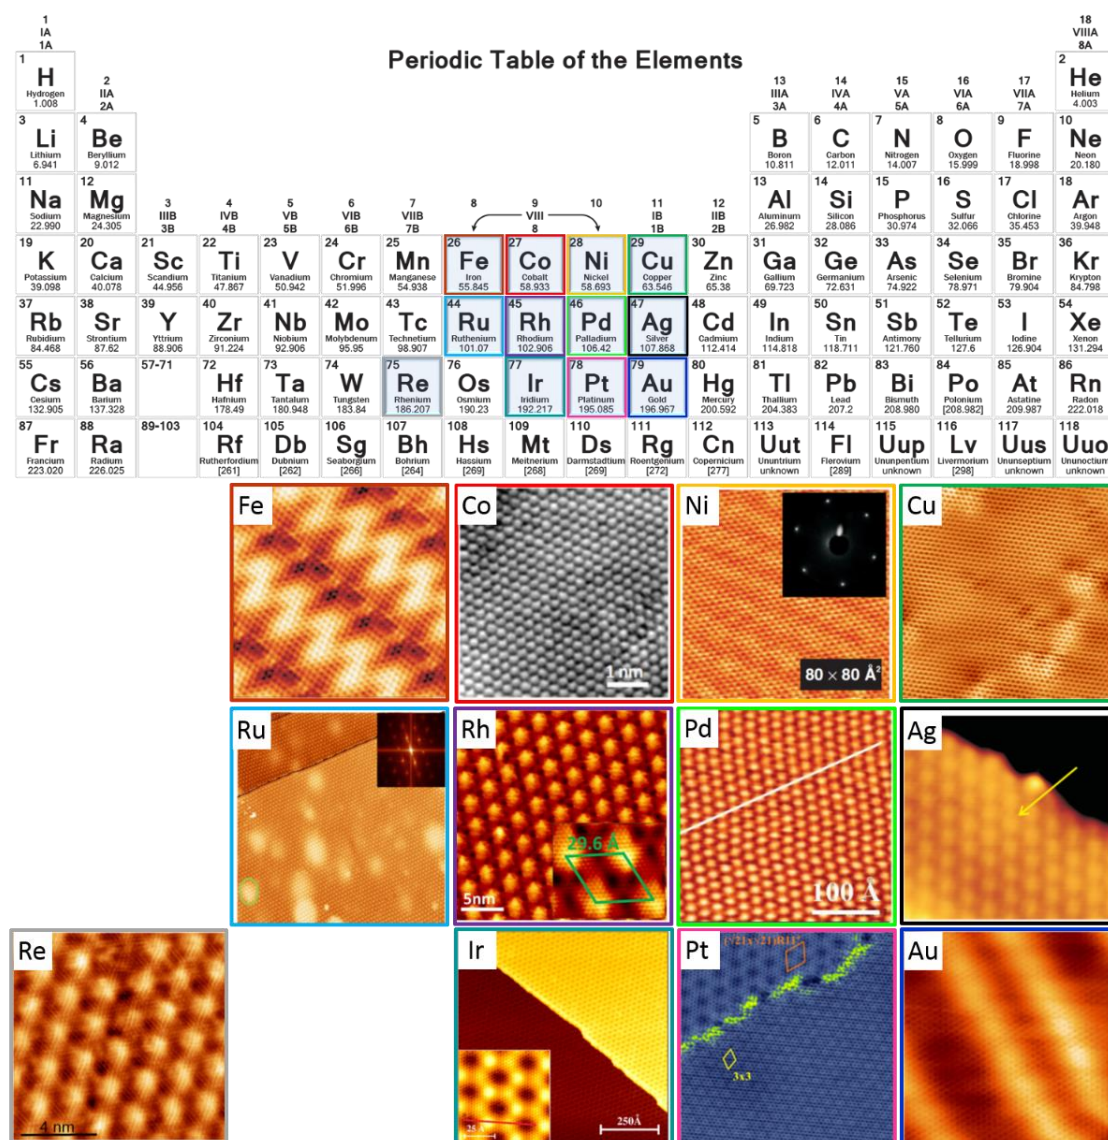 1
IA
1A
18
VIIIA
8A
Periodic Table of the Elements
1
H
Hydrogen
1.008
2
IIA
2A
13
IIIA
3A
14
IVA
4A
15
VA
5A
16
VIA
6A
17
VIIA
7A
2
He
Helium
4.003
3
Li
Lithium
6.941
4
Be
Beryllium
9.012
5
B
Boron
10.811
6
C
Carbon
12.011
7
N
Nitrogen
14.007
8
O
Oxygen
15.999
9
F
Fluorine
18.998
10
Ne
Neon
20.180
11
Na
Sodium
22.990
12
Mg
Magnesium
24.305
3
IIIB
3B
4
IVB
4B
5
VB
5B
6
VIB
6B
7
VIIB
7B
8
9
10
VIII
8
11
IB
1B
12
IIB
2B
13
Al
Aluminum
26.982
14
Si
Silicon
28.086
15
P
Phosphorus
30.974
16
S
Sulfur
32.066
17
Cl
Chlorine
35.453
18
Ar
Argon
39.948
19
K
Potassium
39.098
20
Ca
Calcium
40.078
21
Sc
Scandium
44.956
22
Ti
Titanium
47.867
23
V
Vanadium
50.942
24
Cr
Chromium
51.996
25
Mn
Manganese
54.938
26
Fe
Iron
55.845
27
Co
Cobalt
58.933
28
Ni
Nickel
58.693
29
Cu
Copper
63.546
30
Zn
Zinc
65.38
31
Ga
Gallium
69.723
32
Ge
Germanium
72.631
33
As
Arsenic
74.922
34
Se
Selenium
78.971
35
Br
Bromine
79.904
36
Kr
Krypton
84.798
37
Rb
Rubidium
84.468
38
Sr
Strontium
87.62
39
Y
Yttrium
88.906
40
Zr
Zirconium
91.224
41
Nb
Niobium
92.906
42
Mo
Molybdenum
95.95
43
Tc
Technetium
98.907
44
Ru
Ruthenium
101.07
45
Rh
Rhodium
102.906
46
Pd
Palladium
106.42
47
Ag
Silver
107.868
48
Cd
Cadmium
112.414
49
In
Indium
114.818
50
Sn
Tin
118.711
51
Sb
Antimony
121.760
52
Te
Tellurium
127.6
53
I
Iodine
126.904
54
Xe
Xenon
131.294
55
Cs
Cesium
132.905
56
Ba
Barium
137.328
57-71
72
Hf
Hafnium
178.49
73
Ta
Tantalum
180.948
74
W
Tungsten
183.84
75
Re
Rhenium
186.207
76
Os
Osmium
190.23
77
Ir
Iridium
192.217
78
Pt
Platinum
195.085
79
Au
Gold
196.967
80
Hg
Mercury
200.592
81
Tl
Thallium
204.383
82
Pb
Lead
207.2
83
Bi
Bismuth
208.980
84
Po
Polonium
[208.982]
85
At
Astatine
209.987
86
Rn
Radon
222.018
87
Fr
Francium
223.020
88
Ra
Radium
226.025
89-103
104
Rf
Rutherfordium
[261]
105
Db
Dubnium
[262]
106
Sg
Seaborgium
[266]
107
Bh
Bohrium
[264]
108
Hs
Hassium
[269]
109
Mt
Meitnerium
[268]
110
Ds
Darmstadtium
[269]
111
Rg
Roentgenium
[272]
112
Cn
Copernicium
[277]
113
Uut
Ununtrium
unknown
114
Fl
Flerovium
[289]
115
Uup
Ununpentium
unknown
116
Lv
Livermorium
[298]
117
Uus
Ununseptium
unknown
118
Uuo
Ununoctium
unknown
Fe
Co
1 nm
Ni
80 × 80 Å²
Cu
Ru
Rh
29.6 Å
5nm
Pd
100 Å
Ag
Re
4 nm
Ir
25 Å
250Å
Pt
(√21x√21)R11°
3x3
Au